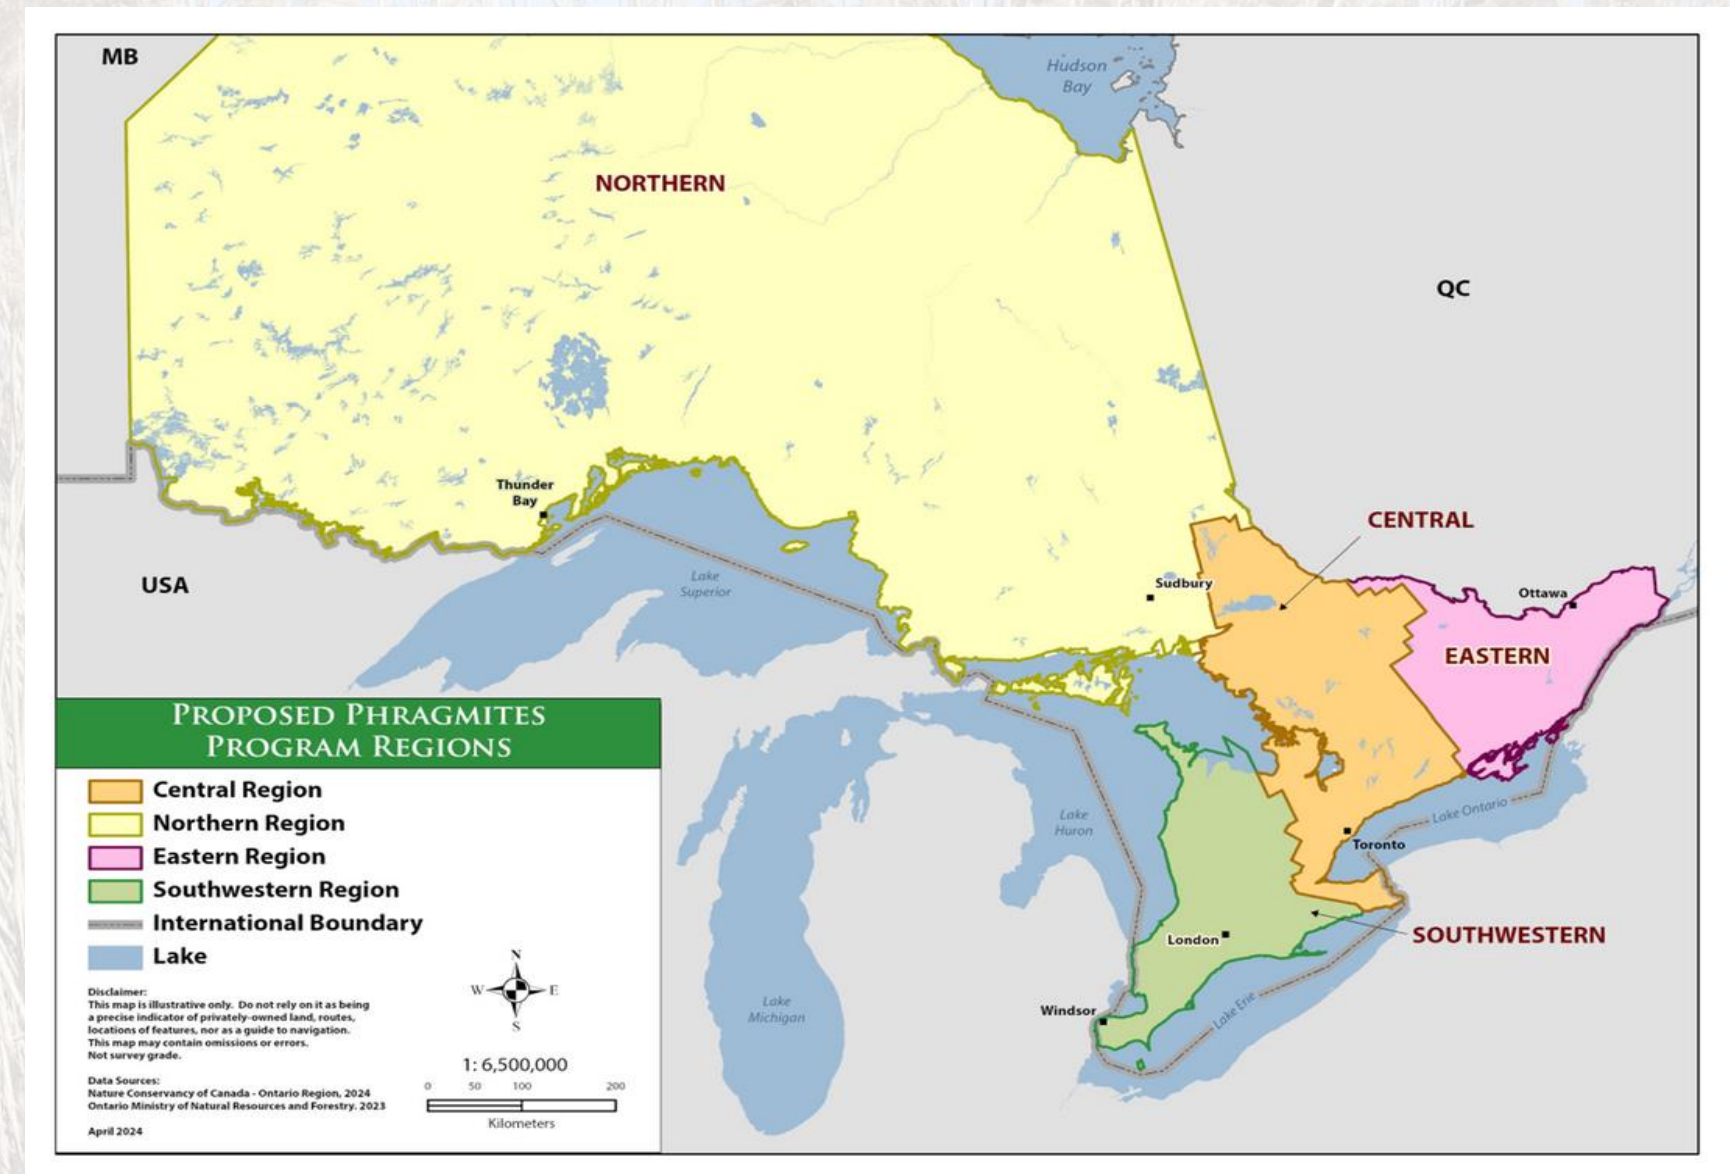 MB
Hudson
Bay
NORTHERN
QC
Thunder
Bay
CENTRAL
USA
Lake
Superior
Sudbury
Ottawa
EASTERN
PROPOSED PHRAGMITES
PROGRAM REGIONS
Central Region
Northern Region
Eastern Region
Southwestern Region
International Boundary
Lake
Disclaimer:
This map is illustrative only. Do not rely on it as being
a precise indicator of privately-owned land, routes,
locations of features, nor as a guide to navigation.
This map may contain omissions or errors.
Not survey grade.
Data Sources:
Nature Conservancy of Canada - Ontario Region, 2024
Ontario Ministry of Natural Resources and Forestry. 2023
April 2024
N
W E
S
1: 6,500,000
0 50 100 200
Kilometers
Lake
Huron
Lake Ontario
Toronto
SOUTHWESTERN
London
Lake
Michigan
Windsor
Lake Erie